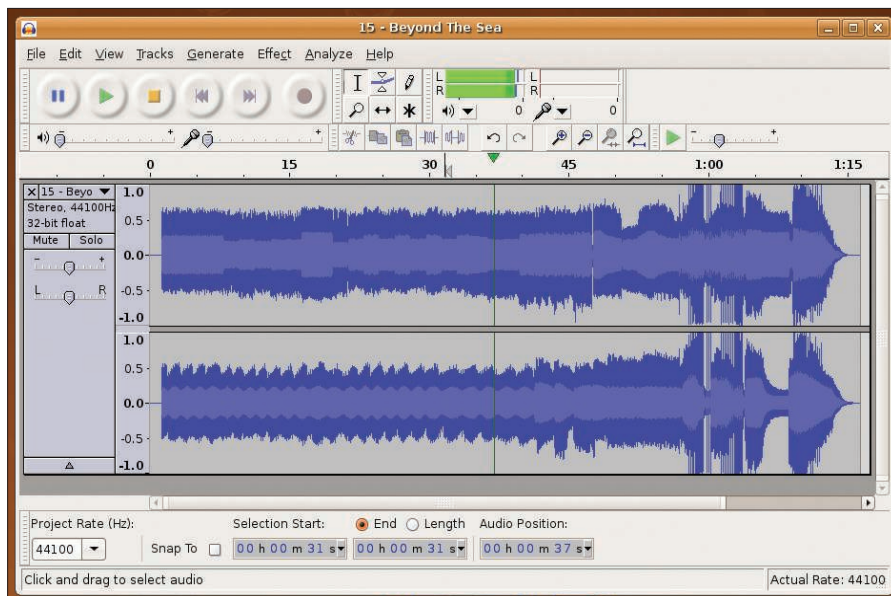 15 - Beyond The Sea
File Edit View Tracks Generate Effect Analyze Help
L
R
L
R
0
0
- +
- +
- +
0 15 30 45 1:00 1:15
X 15 - Beyo
Stereo, 44100Hz
32-bit float
Mute Solo
- +
L R
1.0
0.5
0.0
-0.5
-1.0
1.0
0.5
0.0
-0.5
-1.0
Project Rate (Hz): Selection Start: End Length Audio Position:
44100 Snap To 00 h 00 m 31 s 00 h 00 m 31 s 00 h 00 m 37 s
Click and drag to select audio Actual Rate: 44100